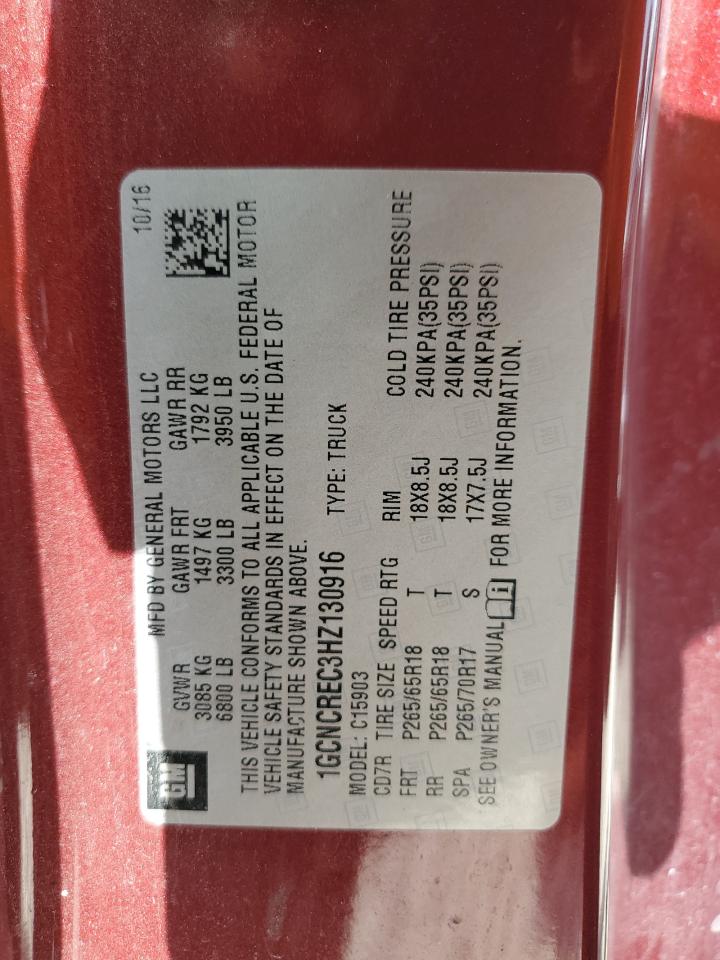 10/16
MFD BY GENERAL MOTORS LLC
GM
GVWR GAWR FRT GAWR RR
3085 KG 1497 KG 1792 KG
6800 LB 3300 LB 3950 LB
THIS VEHICLE CONFORMS TO ALL APPLICABLE U.S. FEDERAL MOTOR
VEHICLE SAFETY STANDARDS IN EFFECT ON THE DATE OF
MANUFACTURE SHOWN ABOVE.
1GCNCREC3HZ130916 TYPE: TRUCK
MODEL: C15903
CD7R TIRE SIZE SPEED RTG RIM COLD TIRE PRESSURE
FRT P265/65R18 T 18X8.5J 240KPA(35PSI)
RR P265/65R18 T 18X8.5J 240KPA(35PSI)
SPA P265/70R17 S 17X7.5J 240KPA(35PSI)
SEE OWNER'S MANUAL i FOR MORE INFORMATION.